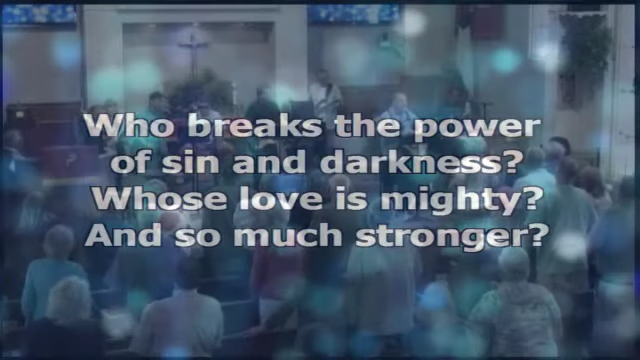 Who breaks the power
of sin and darkness?
Whose love is mighty?
And so much stronger?